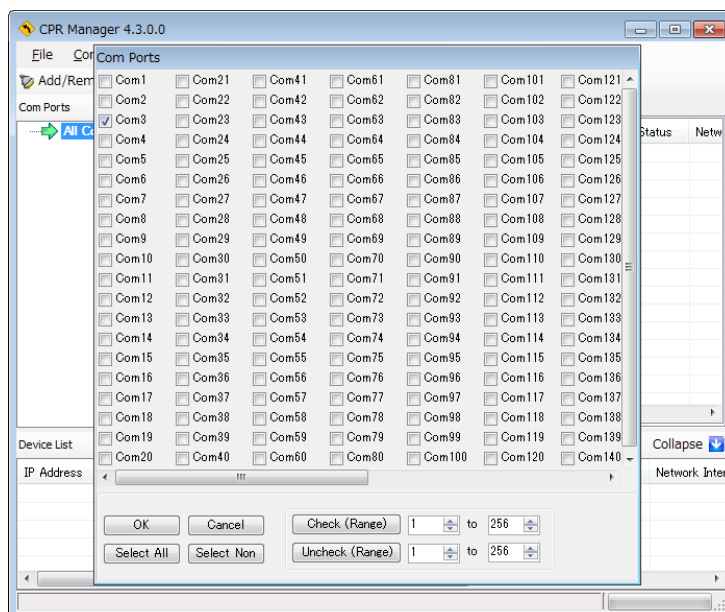 CPR Manager 4.3.0.0
File Cor
Add/Rem
Com Ports
All Co
Status Netw
Com Ports
Com1 Com21 Com41 Com61 Com81 Com101 Com121
Com2 Com22 Com42 Com62 Com82 Com102 Com122
Com3 Com23 Com43 Com63 Com83 Com103 Com123
Com4 Com24 Com44 Com64 Com84 Com104 Com124
Com5 Com25 Com45 Com65 Com85 Com105 Com125
Com6 Com26 Com46 Com66 Com86 Com106 Com126
Com7 Com27 Com47 Com67 Com87 Com107 Com127
Com8 Com28 Com48 Com68 Com88 Com108 Com128
Com9 Com29 Com49 Com69 Com89 Com109 Com129
Com10 Com30 Com50 Com70 Com90 Com110 Com130
Com11 Com31 Com51 Com71 Com91 Com111 Com131
Com12 Com32 Com52 Com72 Com92 Com112 Com132
Com13 Com33 Com53 Com73 Com93 Com113 Com133
Com14 Com34 Com54 Com74 Com94 Com114 Com134
Com15 Com35 Com55 Com75 Com95 Com115 Com135
Com16 Com36 Com56 Com76 Com96 Com116 Com136
Com17 Com37 Com57 Com77 Com97 Com117 Com137
Com18 Com38 Com58 Com78 Com98 Com118 Com138
Com19 Com39 Com59 Com79 Com99 Com119 Com139
Com20 Com40 Com60 Com80 Com100 Com120 Com140
OK Cancel Check (Range) 1 to 256
Select All Select Non Uncheck (Range) 1 to 256
Device List Collapse
IP Address Network Inter